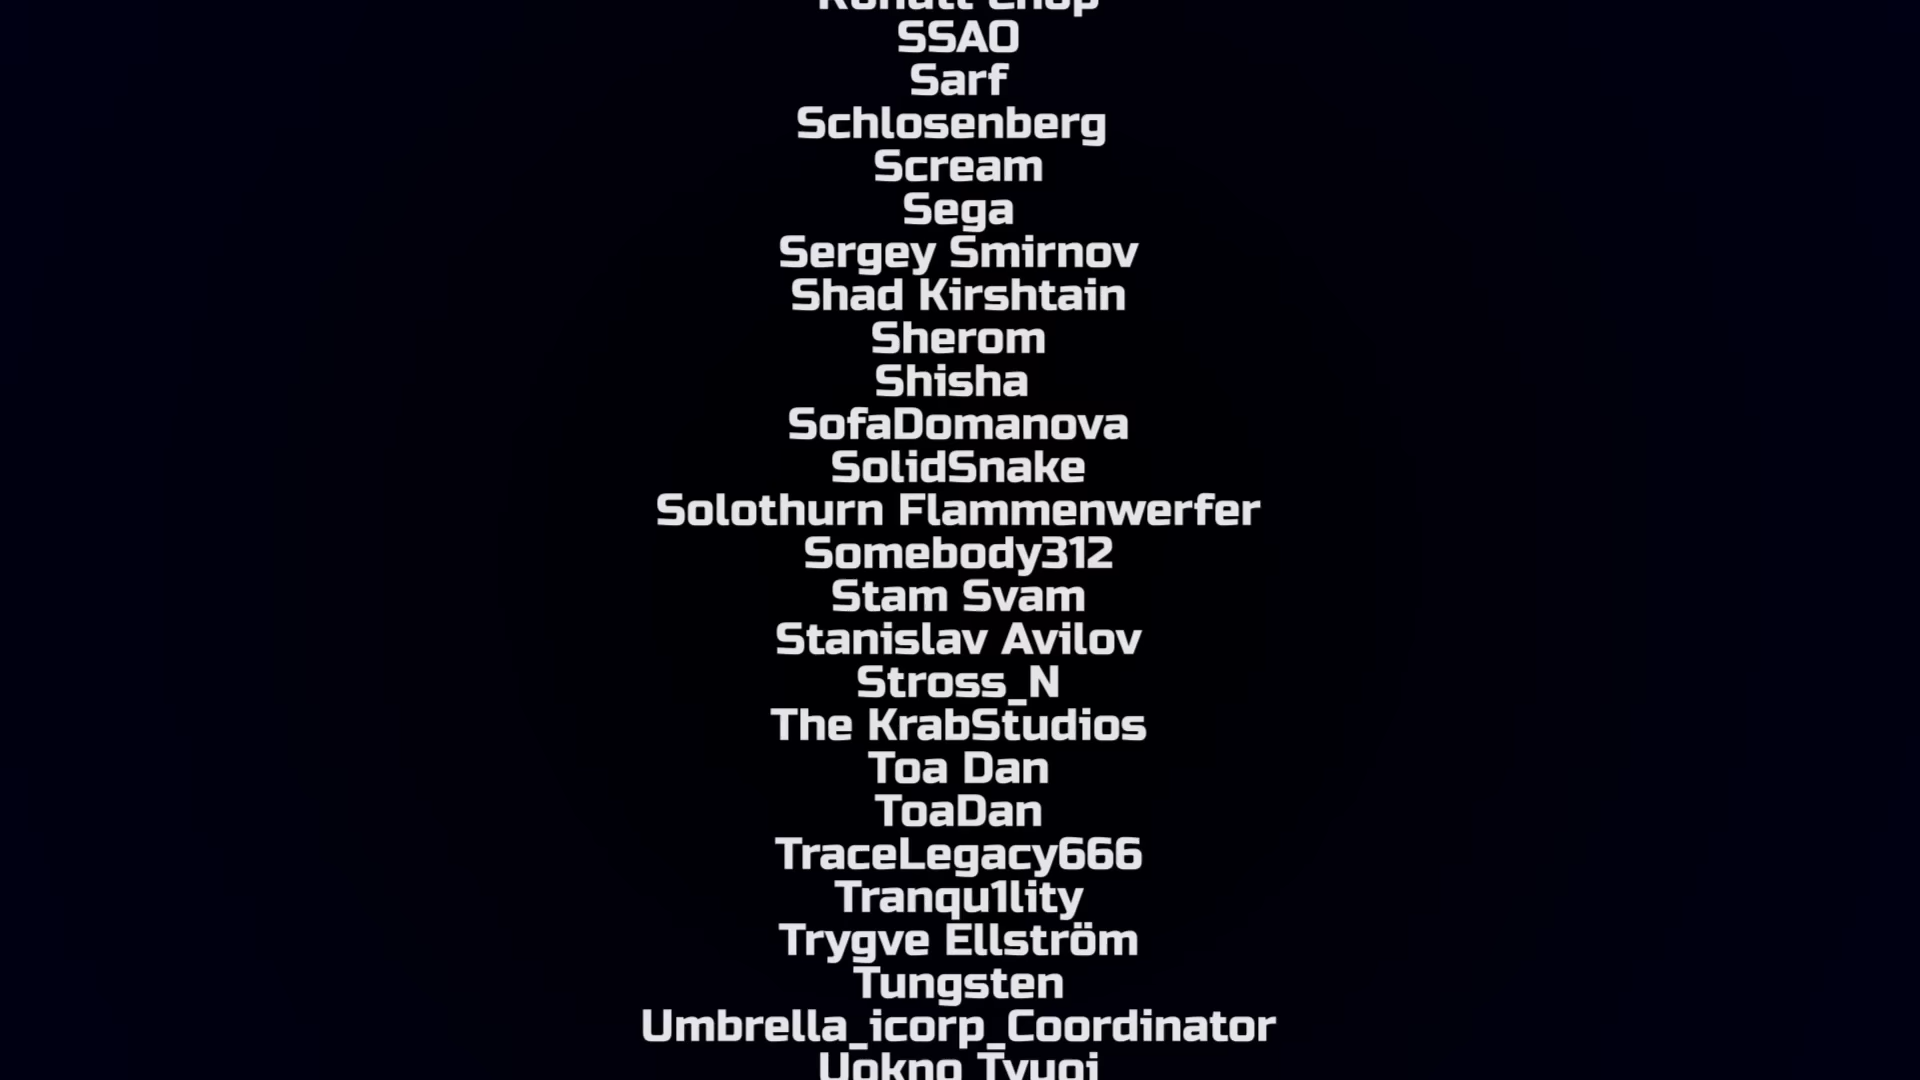 SSAO
Sarf
Schlosenberg
Scream
Sega
Sergey Smirnov
Shad Kirshtain
Sherom
Shisha
SofaDomanova
SolidSnake
Solothurn Flammenwerfer
Somebody312
Stam Svam
Stanislav Avilov
Stross_N
The KrabStudios
Toa Dan
ToaDan
TraceLegacy666
Tranqu1lity
Trygve Ellström
Tungsten
Umbrella_icorp_Coordinator